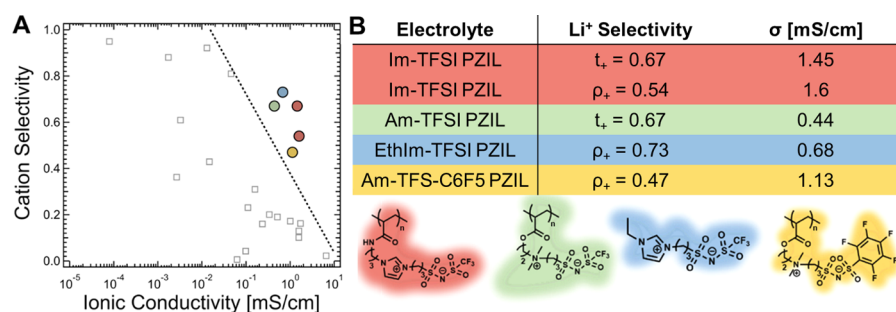 A
Cation Selectivity
1.0
0.8
0.6
0.4
0.2
0.0
10⁻⁵ 10⁻⁴ 10⁻³ 10⁻² 10⁻¹ 10⁰ 10¹
Ionic Conductivity [mS/cm]
B
Electrolyte Li⁺ Selectivity σ [mS/cm]
Im-TFSI PZIL t₊ = 0.67 1.45
Im-TFSI PZIL ρ₊ = 0.54 1.6
Am-TFSI PZIL t₊ = 0.67 0.44
EthIm-TFSI PZIL ρ₊ = 0.73 0.68
Am-TFS-C6F5 PZIL ρ₊ = 0.47 1.13